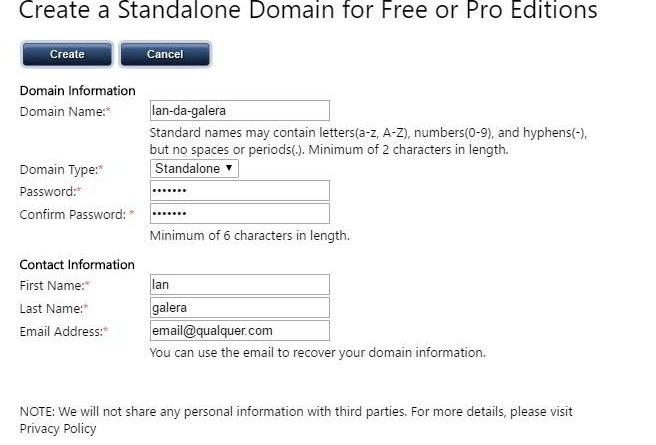 Create a Standalone Domain for Free or Pro Editions
Create Cancel
Domain Information
Domain Name:* lan-da-galera
Standard names may contain letters(a-z, A-Z), numbers(0-9), and hyphens(-),
but no spaces or periods(.). Minimum of 2 characters in length.
Domain Type:* Standalone ▼
Password:* •••••••
Confirm Password: * •••••••
Minimum of 6 characters in length.
Contact Information
First Name:* lan
Last Name:* galera
Email Address:* email@qualquer.com
You can use the email to recover your domain information.
NOTE: We will not share any personal information with third parties. For more details, please visit
Privacy Policy